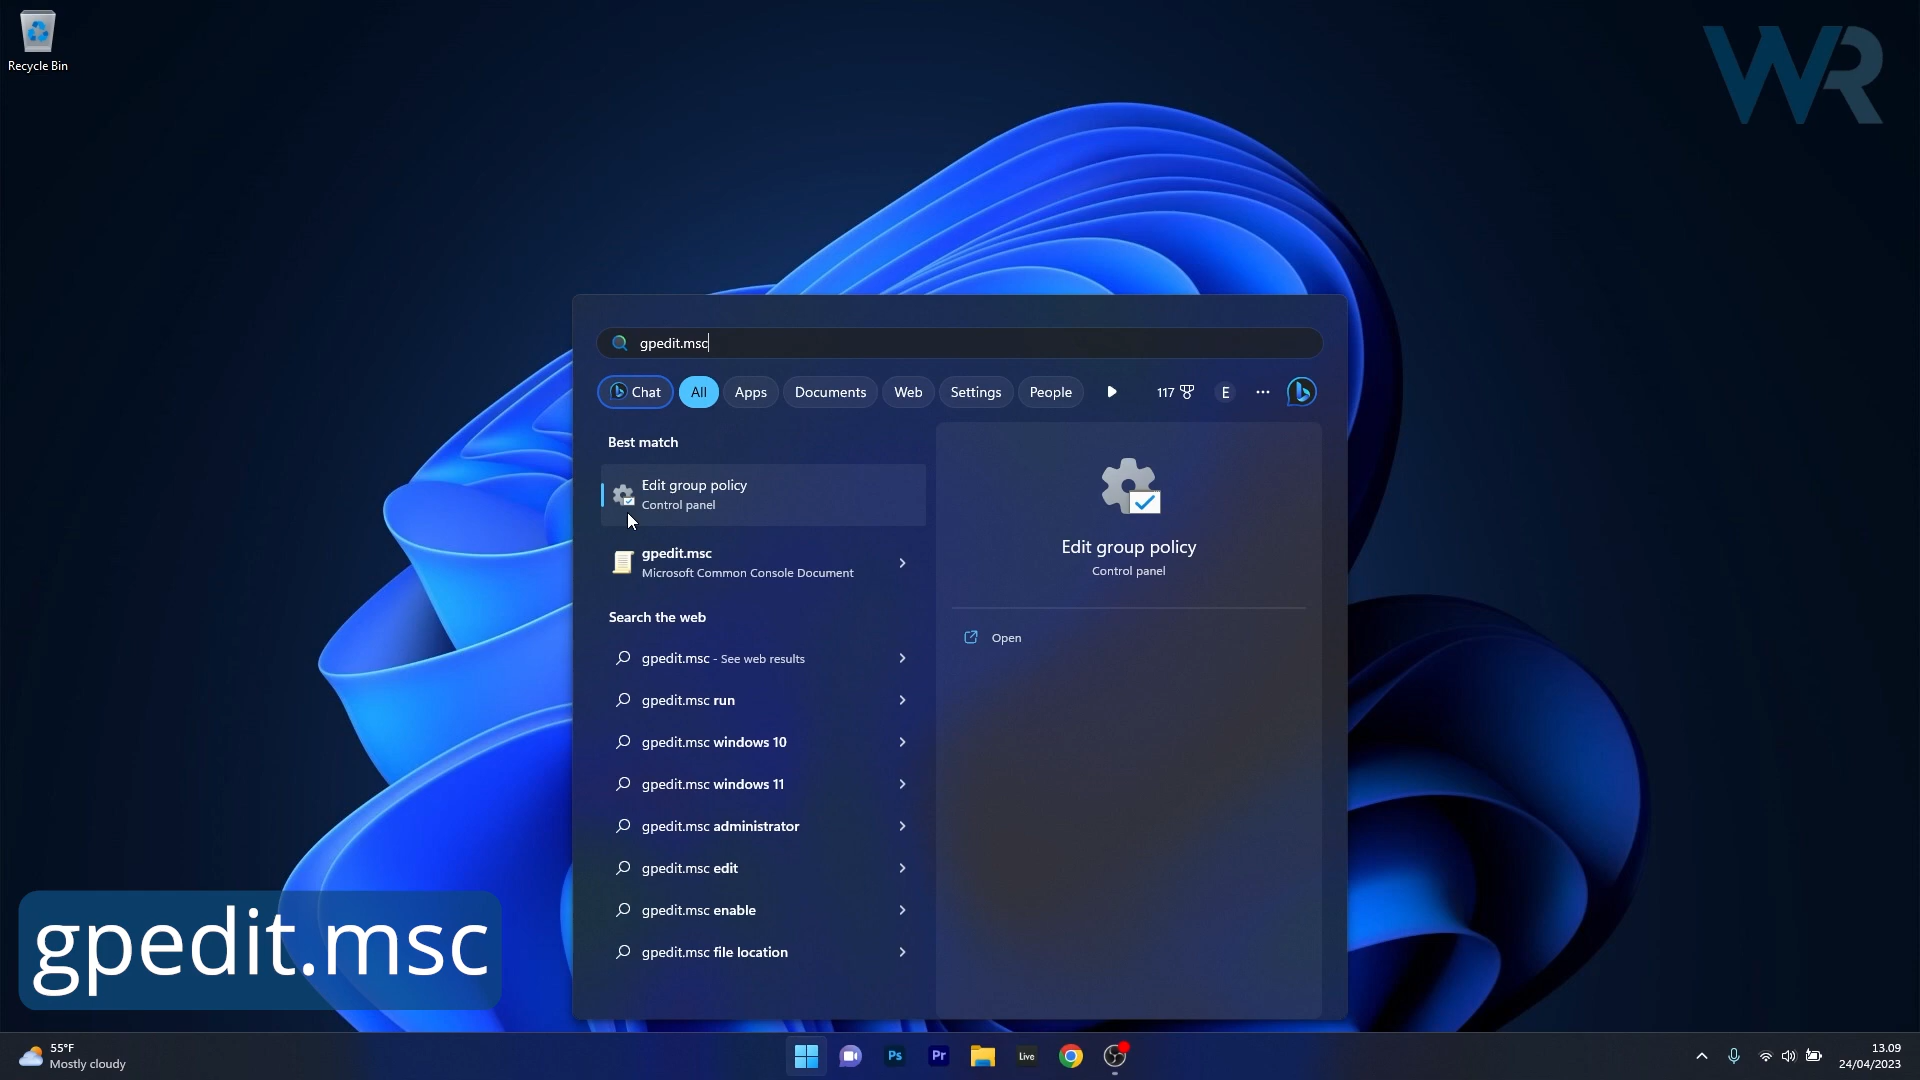 Recycle Bin
WR
gpedit.msc
Chat All Apps Documents Web Settings People 117 E
Best match
Edit group policy
Control panel
gpedit.msc
Microsoft Common Console Document
Search the web
gpedit.msc - See web results
gpedit.msc run
gpedit.msc windows 10
gpedit.msc windows 11
gpedit.msc administrator
gpedit.msc edit
gpedit.msc enable
gpedit.msc file location
Edit group policy
Control panel
Open
gpedit.msc
55°F
Mostly cloudy
Ps
Pr
Live
13.09
24/04/2023